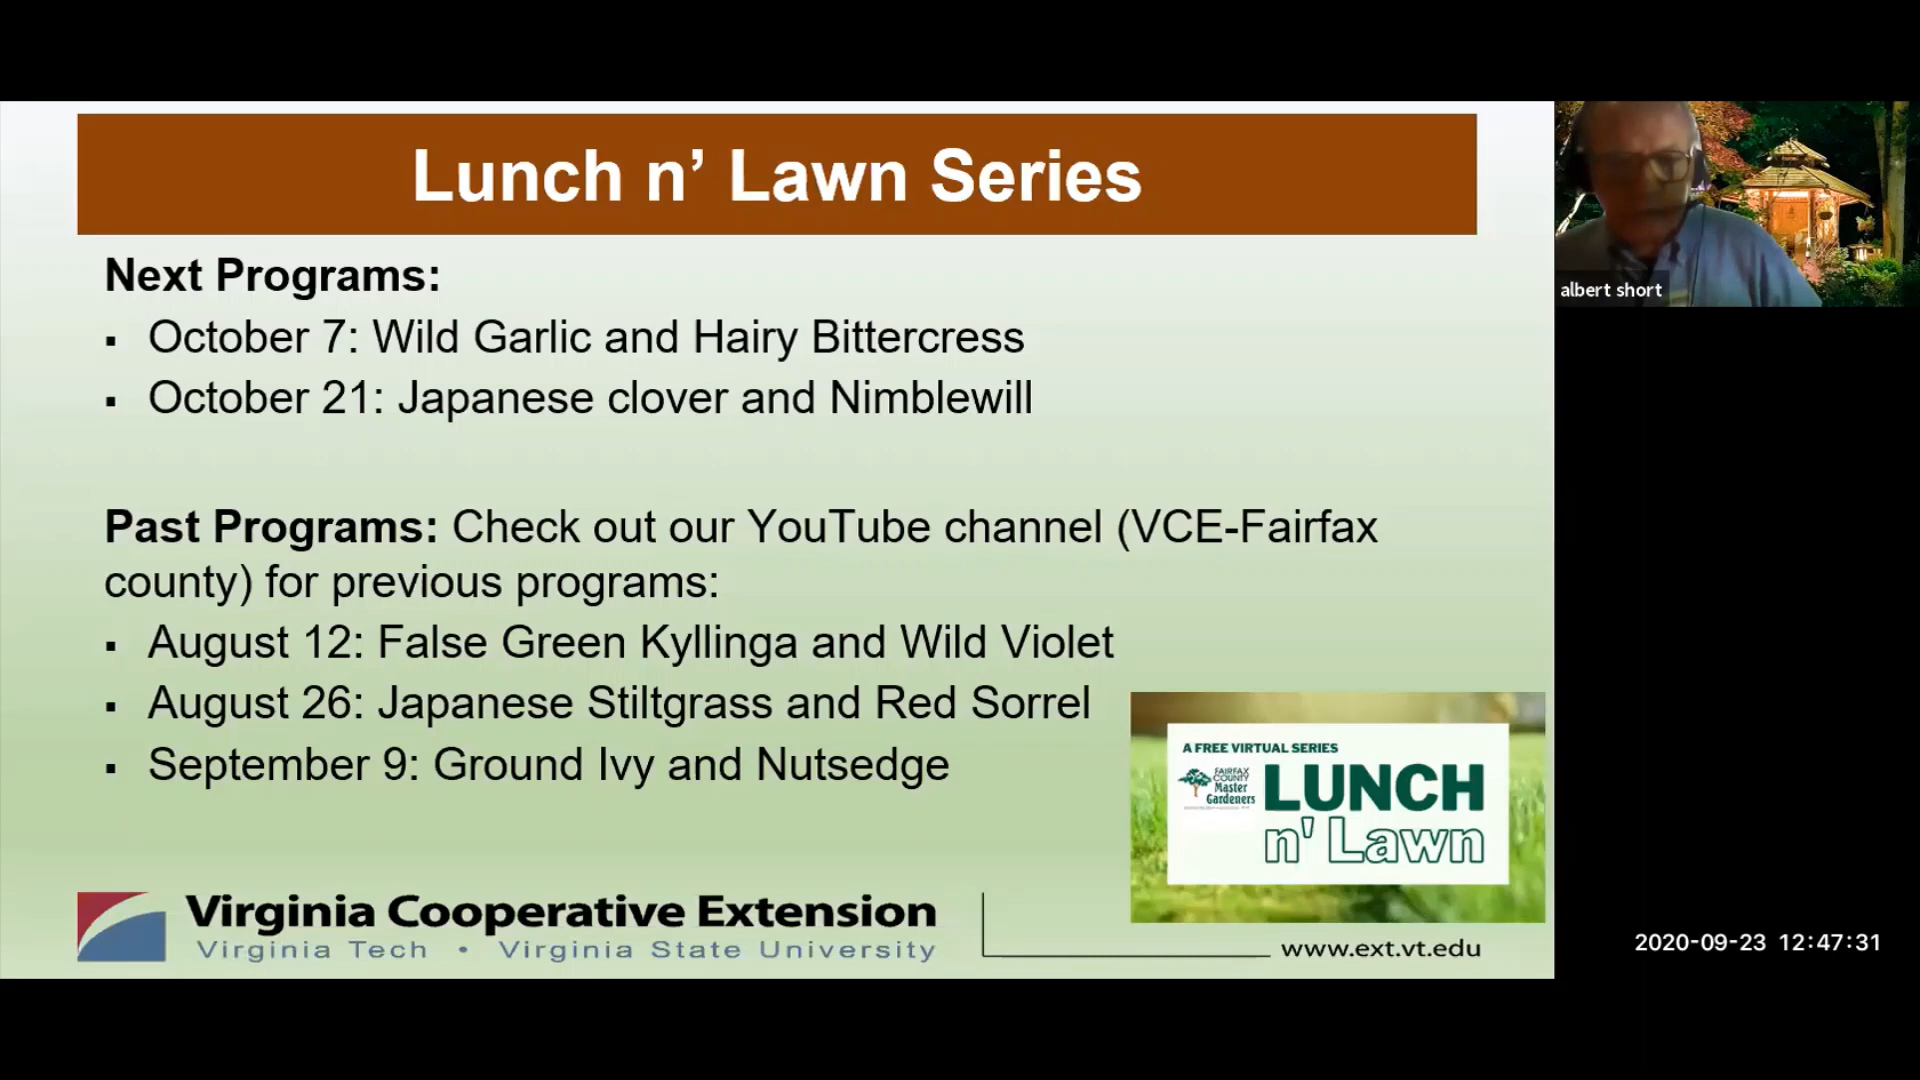 Lunch n’ Lawn Series
albert short
Next Programs:
▪ October 7: Wild Garlic and Hairy Bittercress
▪ October 21: Japanese clover and Nimblewill
Past Programs: Check out our YouTube channel (VCE-Fairfax
county) for previous programs:
▪ August 12: False Green Kyllinga and Wild Violet
▪ August 26: Japanese Stiltgrass and Red Sorrel
▪ September 9: Ground Ivy and Nutsedge
A FREE VIRTUAL SERIES
FAIRFAX
COUNTY
Master
Gardeners
LUNCH
n' Lawn
Virginia Cooperative Extension
Virginia Tech • Virginia State University
www.ext.vt.edu
2020-09-23 12:47:31